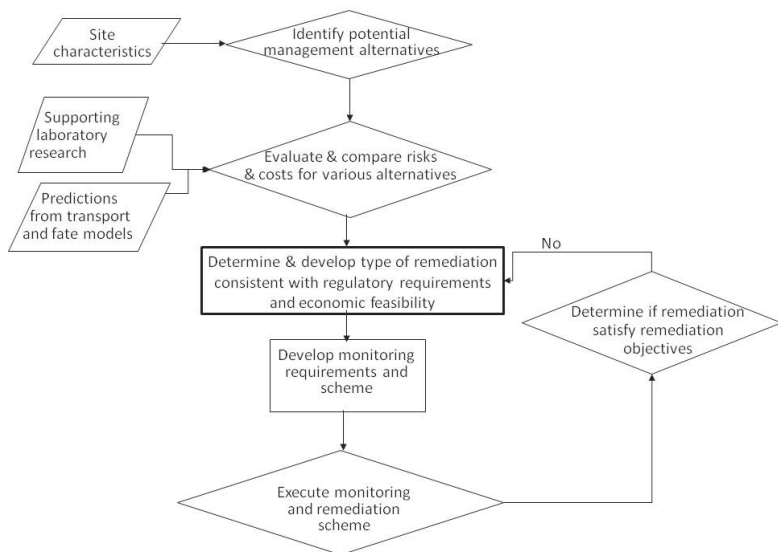 Site
characteristics
Identify potential
management alternatives
Supporting
laboratory
research
Evaluate & compare risks
& costs for various alternatives
Predictions
from transport
and fate models
No
Determine & develop type of remediation
consistent with regulatory requirements
and economic feasibility
Determine if remediation
satisfy remediation
objectives
Develop monitoring
requirements and
scheme
Execute monitoring
and remediation
scheme